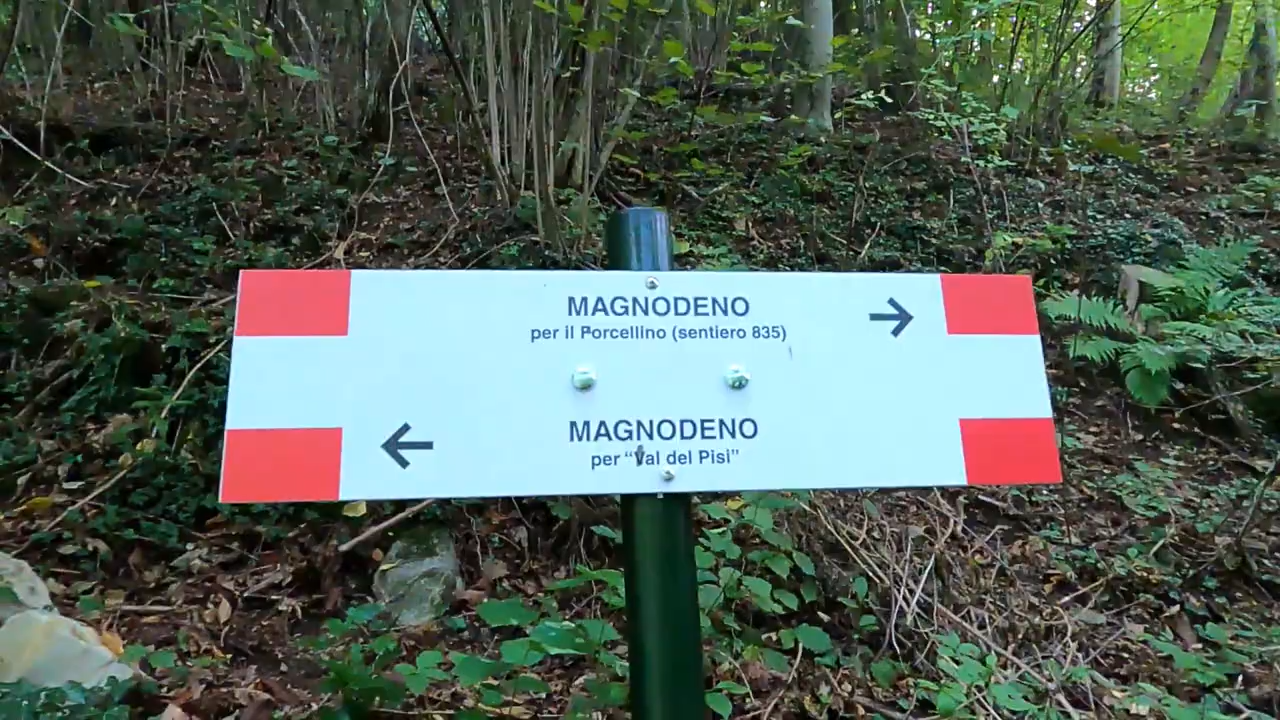 MAGNODENO
per il Porcellino (sentiero 835)
MAGNODENO
per "Val del Pisi"